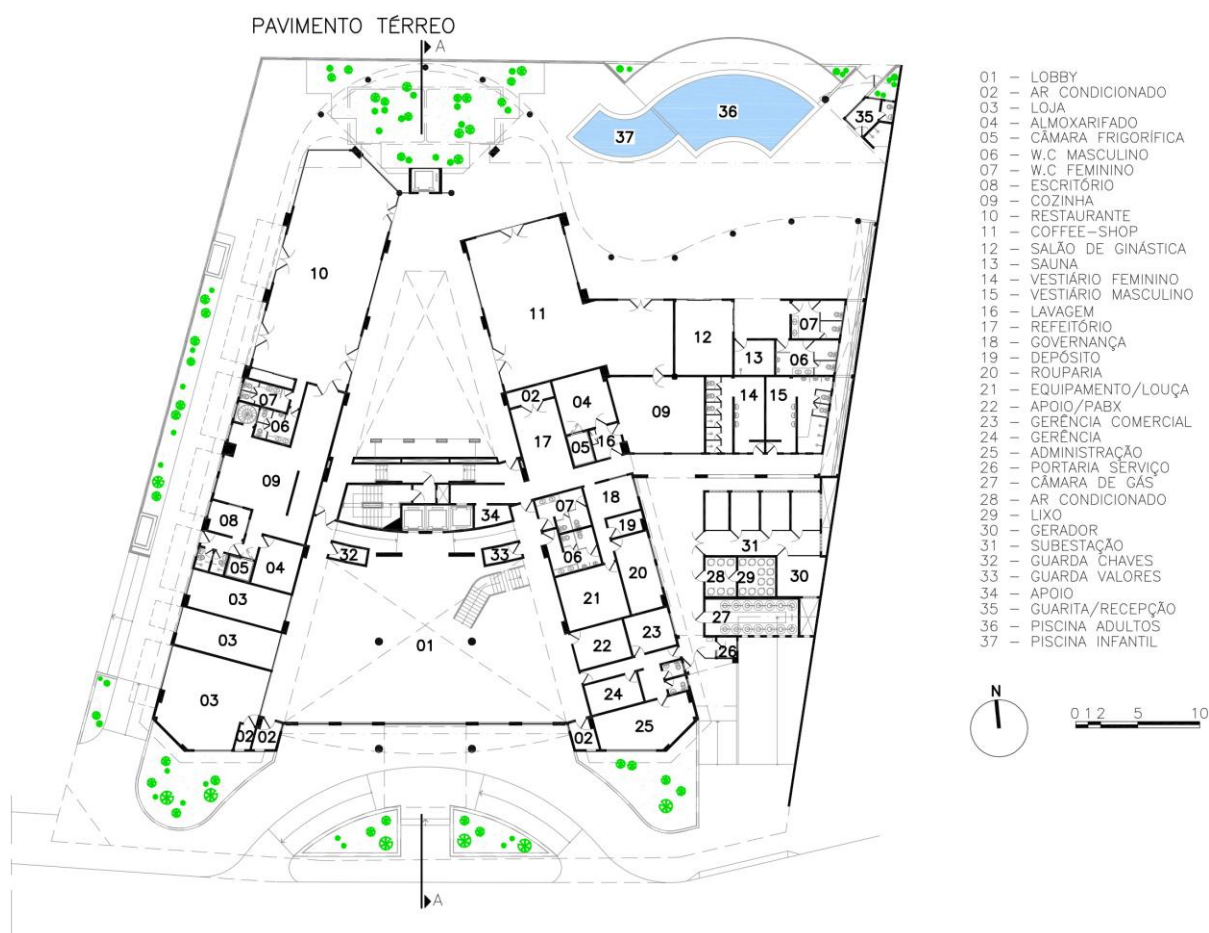 PAVIMENTO TÉRREO
A
36
35
37
10
11
12
13
07
06
02
04
09
14
15
07
06
17
05
16
09
18
07
34
19
08
31
32
33
06
05
04
20
28
29
30
03
21
27
03
01
22
23
26
03
24
25
02
02
02
A
01 – LOBBY
02 – AR CONDICIONADO
03 – LOJA
04 – ALMOXARIFADO
05 – CÂMARA FRIGORÍFICA
06 – W.C MASCULINO
07 – W.C FEMININO
08 – ESCRITÓRIO
09 – COZINHA
10 – RESTAURANTE
11 – COFFEE–SHOP
12 – SALÃO DE GINÁSTICA
13 – SAUNA
14 – VESTIÁRIO FEMININO
15 – VESTIÁRIO MASCULINO
16 – LAVAGEM
17 – REFEITÓRIO
18 – GOVERNANÇA
19 – DEPÓSITO
20 – ROUPARIA
21 – EQUIPAMENTO/LOUÇA
22 – APOIO/PABX
23 – GERÊNCIA COMERCIAL
24 – GERÊNCIA
25 – ADMINISTRAÇÃO
26 – PORTARIA SERVIÇO
27 – CÂMARA DE GÁS
28 – AR CONDICIONADO
29 – LIXO
30 – GERADOR
31 – SUBESTAÇÃO
32 – GUARDA CHAVES
33 – GUARDA VALORES
34 – APOIO
35 – GUARITA/RECEPÇÃO
36 – PISCINA ADULTOS
37 – PISCINA INFANTIL
N
0 1 2 5 10